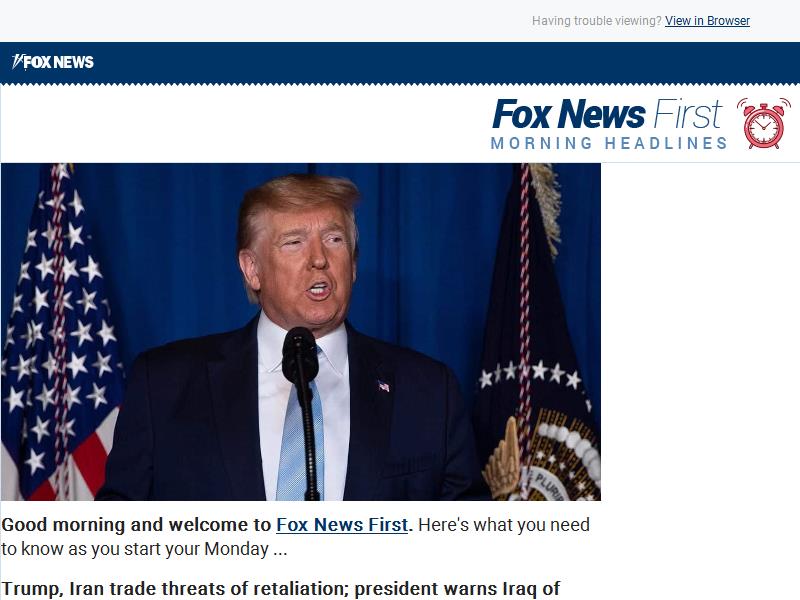 Having trouble viewing? View in Browser
FOX NEWS
Fox News First
MORNING HEADLINES
Good morning and welcome to Fox News First. Here's what you need
to know as you start your Monday ...
Trump, Iran trade threats of retaliation; president warns Iraq of